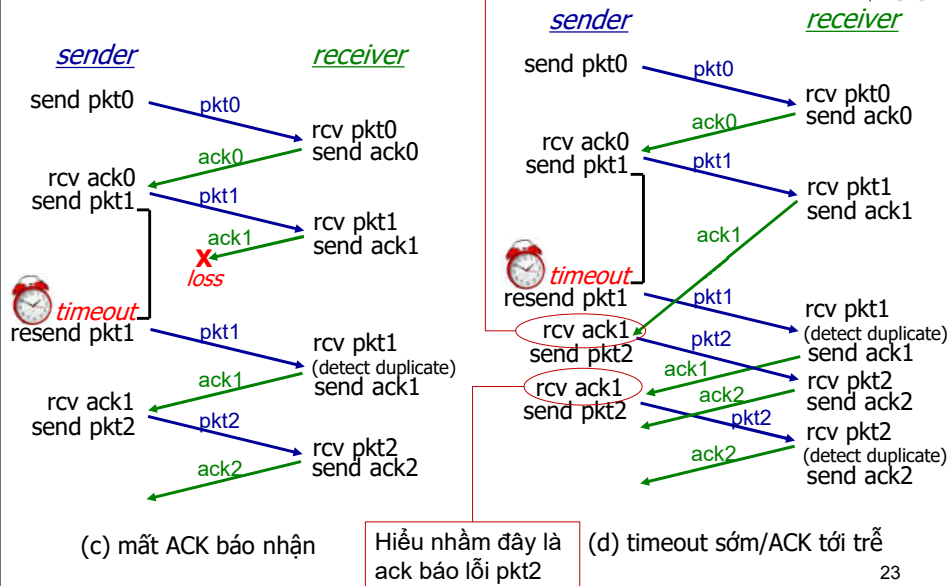 sender
receiver
send pkt0
pkt0
rcv pkt0
send ack0
ack0
rcv ack0
send pkt1
pkt1
rcv pkt1
send ack1
ack1
X
loss
timeout
resend pkt1
pkt1
rcv pkt1
(detect duplicate)
send ack1
ack1
rcv ack1
send pkt2
pkt2
rcv pkt2
send ack2
ack2
(c) mất ACK báo nhận
sender
receiver
send pkt0
pkt0
rcv pkt0
send ack0
ack0
rcv ack0
send pkt1
pkt1
rcv pkt1
send ack1
ack1
timeout
resend pkt1
pkt1
rcv pkt1
(detect duplicate)
send ack1
rcv ack1
send pkt2
pkt2
ack1
rcv pkt2
send ack2
rcv ack1
send pkt2
ack2
pkt2
rcv pkt2
(detect duplicate)
send ack2
ack2
Hiểu nhầm đây là
ack báo lỗi pkt2
(d) timeout sớm/ACK tới trễ
23